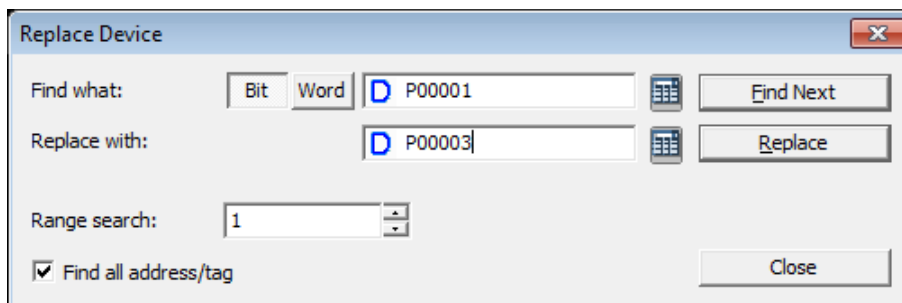 Replace Device
Find what: Bit Word D P00001 Find Next
Replace with: D P00003 Replace
Range search: 1
Find all address/tag Close